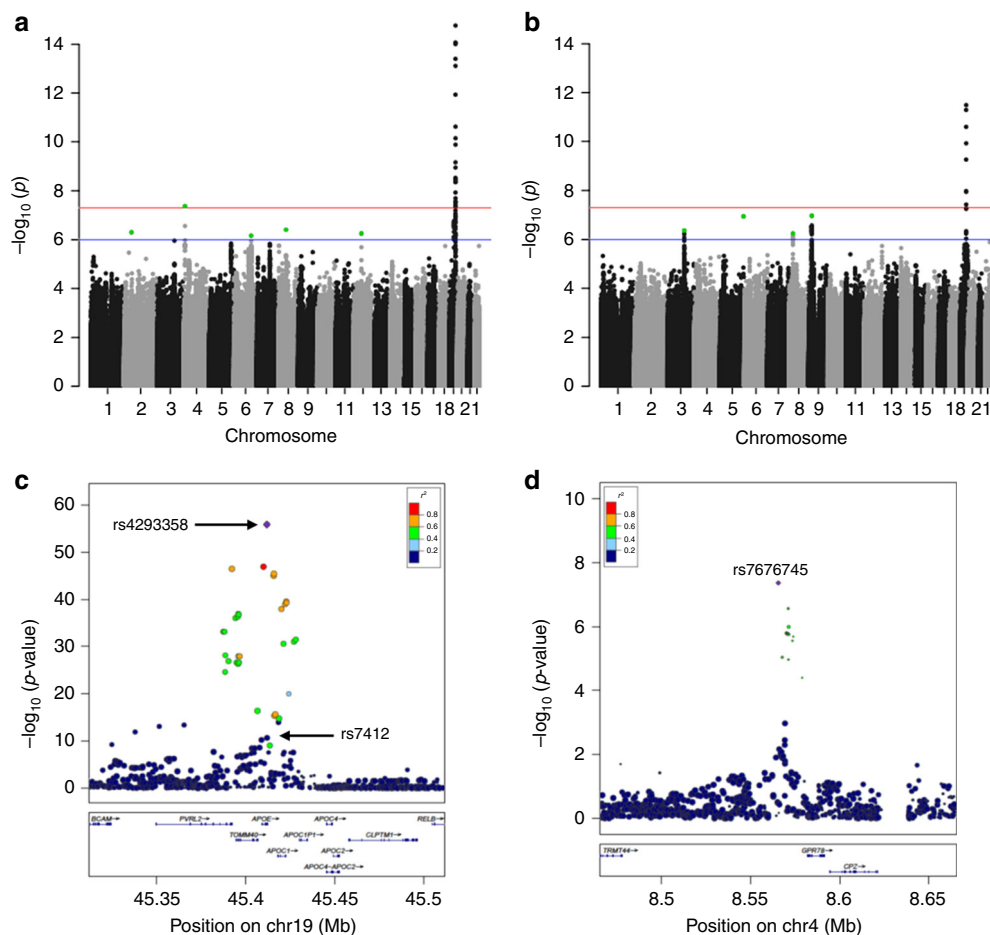 a
14
12
10
8
6
4
2
0
−log10 (p)
1 2 3 4 5 6 7 8 9 11 13 15 18 21
Chromosome
b
14
12
10
8
6
4
2
0
−log10 (p)
1 2 3 4 5 6 7 8 9 11 13 15 18 21
Chromosome
c
60
50
40
30
20
10
0
−log10 (p-value)
rs4293358
rs7412
r2
0.8
0.6
0.4
0.2
BCAM→ PVRL2→ APOE→ APOC4→ RELB→
TOMM40→ APOC1P1→ CLPTM1→
APOC1→ APOC2→
APOC4−APOC2→
45.35 45.4 45.45 45.5
Position on chr19 (Mb)
d
10
8
6
4
2
0
−log10 (p-value)
r2
0.8
0.6
0.4
0.2
rs7676745
TRMT44→ GPR78→
CPZ→
8.5 8.55 8.6 8.65
Position on chr4 (Mb)